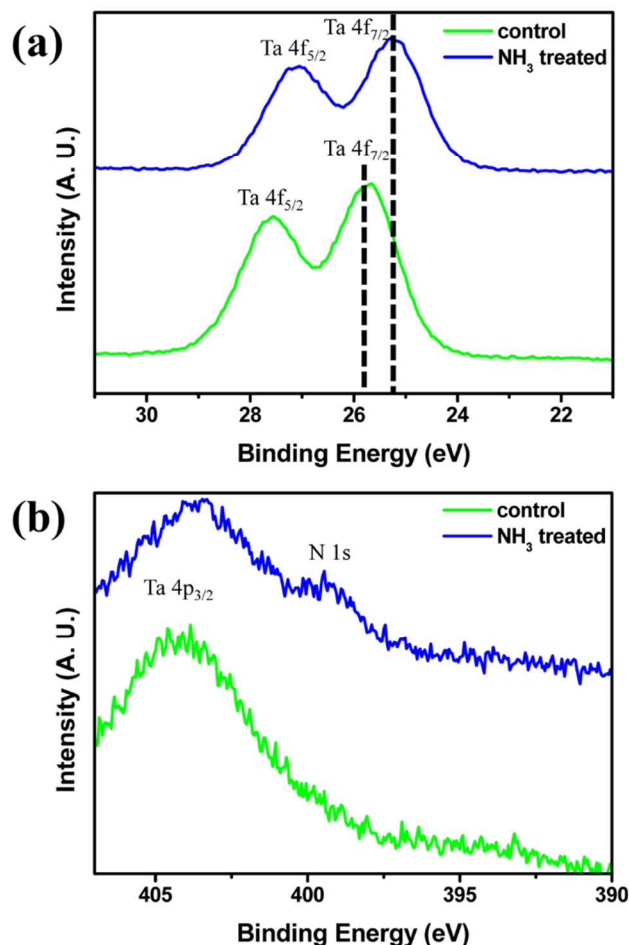 (a)
Ta 4f7/2
control
Ta 4f5/2
NH3 treated
Ta 4f7/2
Ta 4f5/2
Intensity (A. U.)
30 28 26 24 22
Binding Energy (eV)
(b)
control
NH3 treated
N 1s
Ta 4p3/2
Intensity (A. U.)
405 400 395 390
Binding Energy (eV)